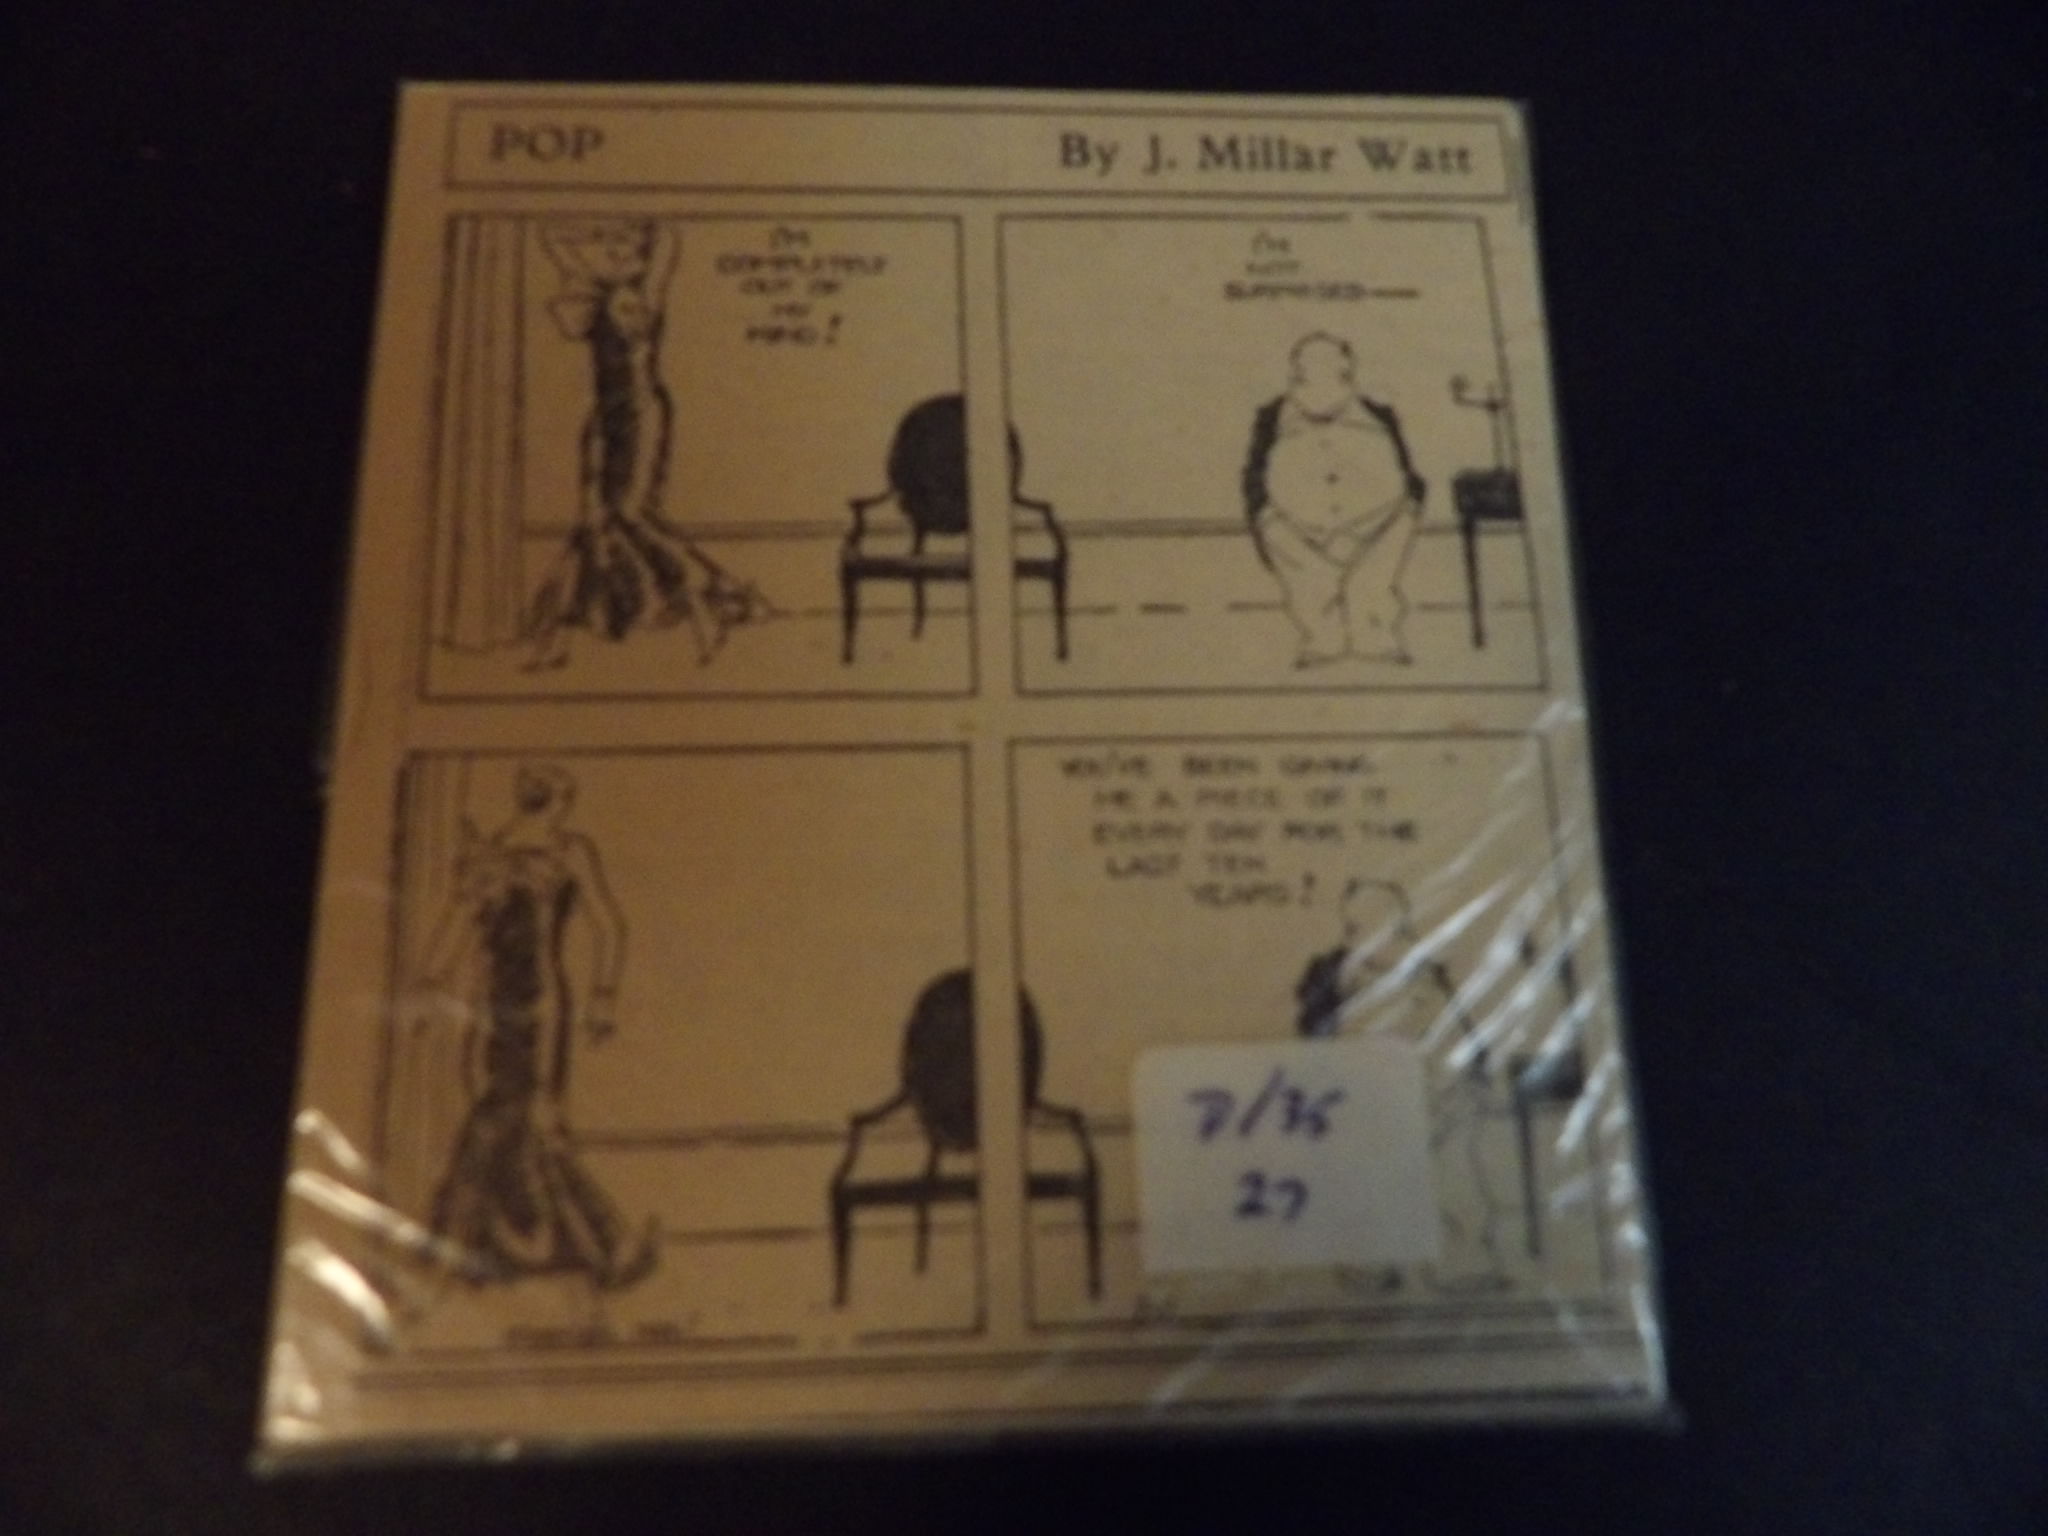 POP
By J. Millar Watt
I'M
COMPLETELY
OUT OF
MY
MIND!
I'M
NOT
SURPRISED—
YOU'VE BEEN GIVING
ME A PIECE OF IT
EVERY DAY FOR THE
LAST TEN
YEARS!
7/35
27